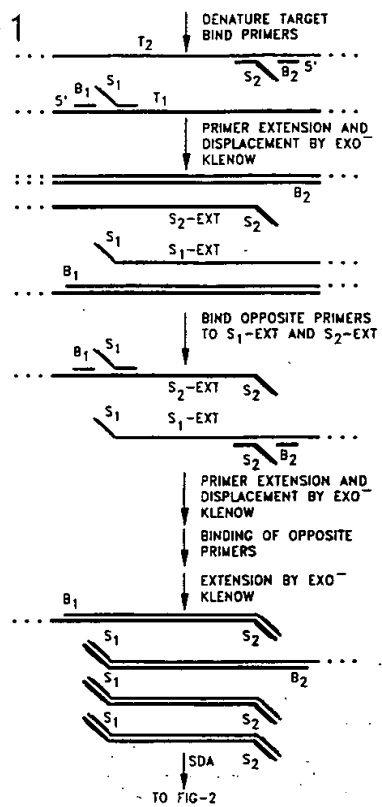 1
DENATURE TARGET
BIND PRIMERS
T2
S2
B2
5'
5'
B1
S1
T1
PRIMER EXTENSION AND
DISPLACEMENT BY EXO⁻
KLENOW
B2
S2-EXT
S2
S1
S1-EXT
B1
BIND OPPOSITE PRIMERS
TO S1-EXT AND S2-EXT
B1
S1
S2-EXT
S2
S1
S1-EXT
S2
B2
PRIMER EXTENSION AND
DISPLACEMENT BY EXO⁻
KLENOW
BINDING OF OPPOSITE
PRIMERS
EXTENSION BY EXO⁻
KLENOW
B1
S1
S2
S1
B2
S2
S1
S2
SDA
TO FIG-2